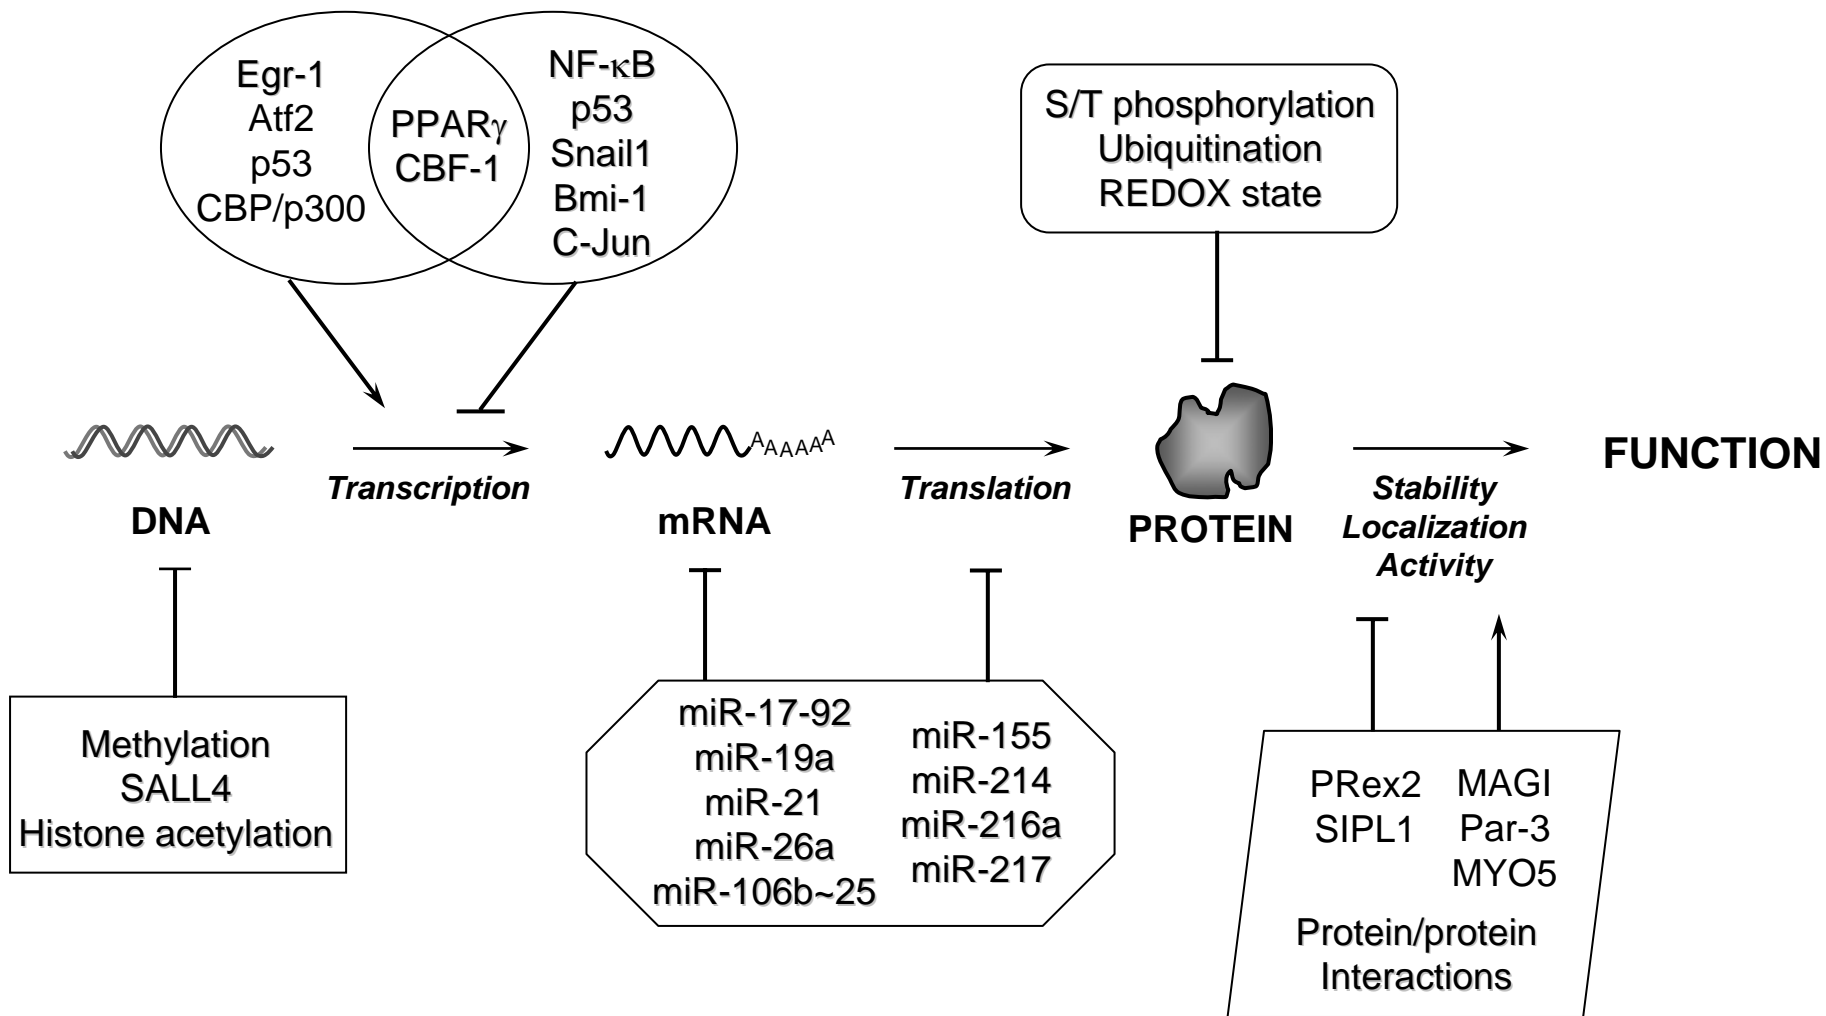 Egr-1
Atf2
p53
CBP/p300
PPARγ
CBF-1
NF-κB
p53
Snail1
Bmi-1
C-Jun
S/T phosphorylation
Ubiquitination
REDOX state
DNA
Transcription
AAAAAA
mRNA
Translation
PROTEIN
Stability
Localization
Activity
FUNCTION
Methylation
SALL4
Histone acetylation
miR-17-92
miR-19a
miR-21
miR-26a
miR-106b~25
miR-155
miR-214
miR-216a
miR-217
PRex2
SIPL1
MAGI
Par-3
MYO5
Protein/protein
Interactions